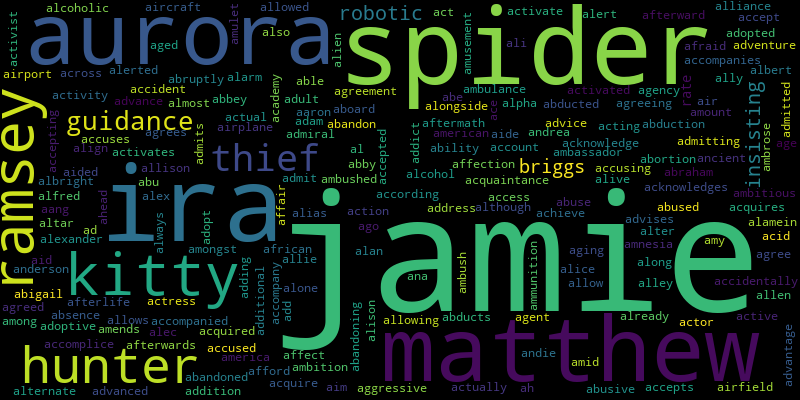 alcoholic aircraft allowed robotic act activate alert afterward alliance accept
activist aurora amulet also alien spider amusement ali afraid adopted adventure
aged
airport across alerted abruptly alarm able agreement ambulance abe activated agency ally accompanies albert
activity accident academy adult alongside alpha abducted agreeing rate air admitted
advance almost abbey aaron aboard ace amount
ramsey guidance actual adam abandon aftermath american aide andrea advice acting abduction insisting ambrose
accepting agrees admits admiral addict accepted ability account acknowledge admitting age
accuses align activates thief al abby affection ambassador abortion ancient
aided allison ambushed alcohol acquaintance briggs accusing alive abraham
albright abu admit according access acknowledges ambitious
alfred aang ahead alex ira affair alias action address although abuse achieve abused acquires
altar ad always adopt ago jamie advises alter alamein
alexander amongst african alan amnesia amy acid
anderson kitty adding allie aging along agree
aid additional accompany alone ana ambush ammunition alice allow alley accidentally
abigail afterlife actress add alison abandoning abducts allen
agreed absence allows accompanied acquired allowing agent already actor active
among adoptive amends alec america matthew
accomplice afterwards accused affect andie amid advantage
hunter abandoned afford ambition
alternate advanced addition acquire aim aggressive actually ah abusive accepts airfield